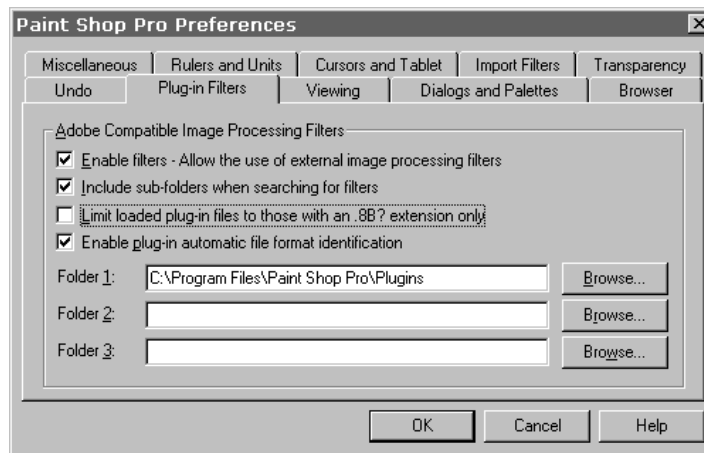 Paint Shop Pro Preferences
Miscellaneous Rulers and Units Cursors and Tablet Import Filters Transparency
Undo Plug-in Filters Viewing Dialogs and Palettes Browser
Adobe Compatible Image Processing Filters
Enable filters - Allow the use of external image processing filters
Include sub-folders when searching for filters
Limit loaded plug-in files to those with an .8B? extension only
Enable plug-in automatic file format identification
Folder 1: C:\Program Files\Paint Shop Pro\Plugins Browse...
Folder 2: Browse...
Folder 3: Browse...
OK Cancel Help